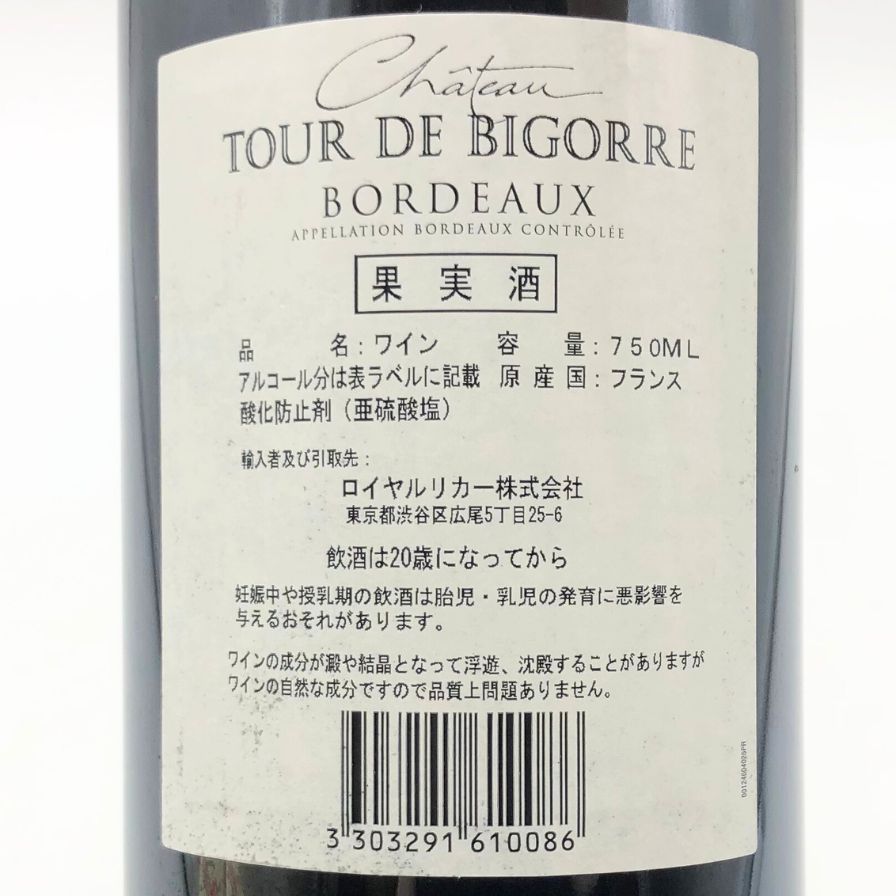 Château
TOUR DE BIGORRE
BORDEAUX
APPELLATION BORDEAUX CONTRÔLÉE
果実酒
品 名：ワイン 容 量：750ML
アルコール分は表ラベルに記載 原産国：フランス
酸化防止剤（亜硫酸塩）
輸入者及び引取先：
ロイヤルリカー株式会社
東京都渋谷区広尾5丁目25-6
飲酒は20歳になってから
妊娠中や授乳期の飲酒は胎児・乳児の発育に悪影響を
与えるおそれがあります。
ワインの成分が澱や結晶となって浮遊、沈殿することがありますが
ワインの自然な成分ですので品質上問題ありません。
3 303291 610086